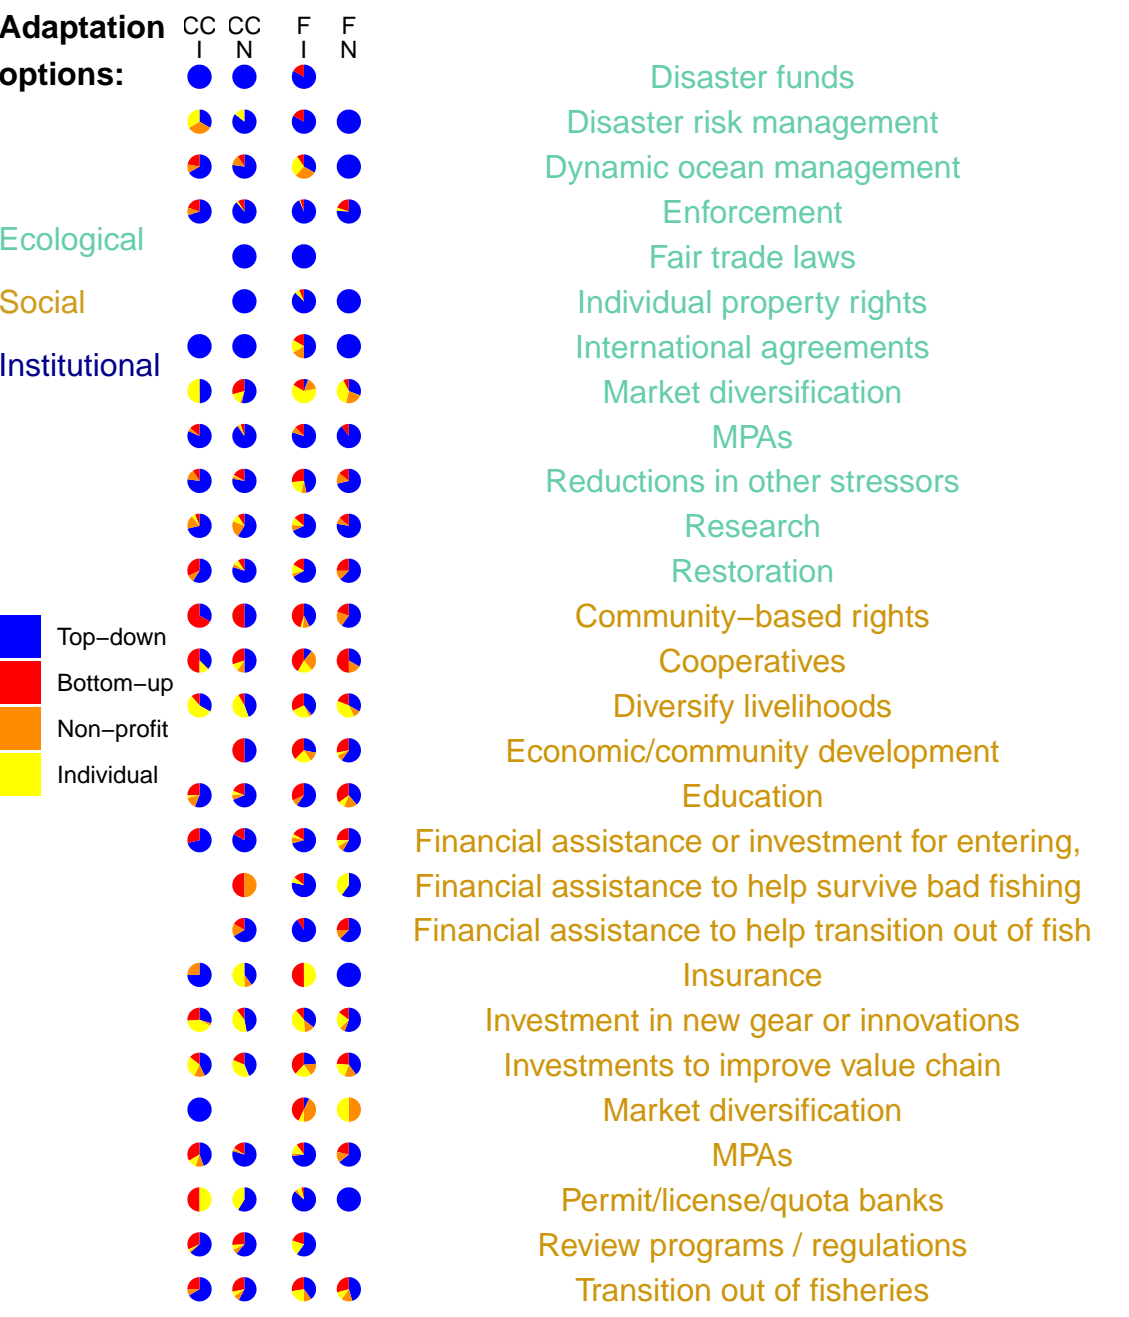 Adaptation
options:
CC CC F F
I N I N
Disaster funds
Disaster risk management
Dynamic ocean management
Enforcement
Ecological
Fair trade laws
Social
Individual property rights
International agreements
Institutional
Market diversification
MPAs
Reductions in other stressors
Research
Restoration
Community−based rights
Top−down
Cooperatives
Bottom−up
Diversify livelihoods
Non−profit
Economic/community development
Individual
Education
Financial assistance or investment for entering,
Financial assistance to help survive bad fishing
Financial assistance to help transition out of fish
Insurance
Investment in new gear or innovations
Investments to improve value chain
Market diversification
MPAs
Permit/license/quota banks
Review programs / regulations
Transition out of fisheries